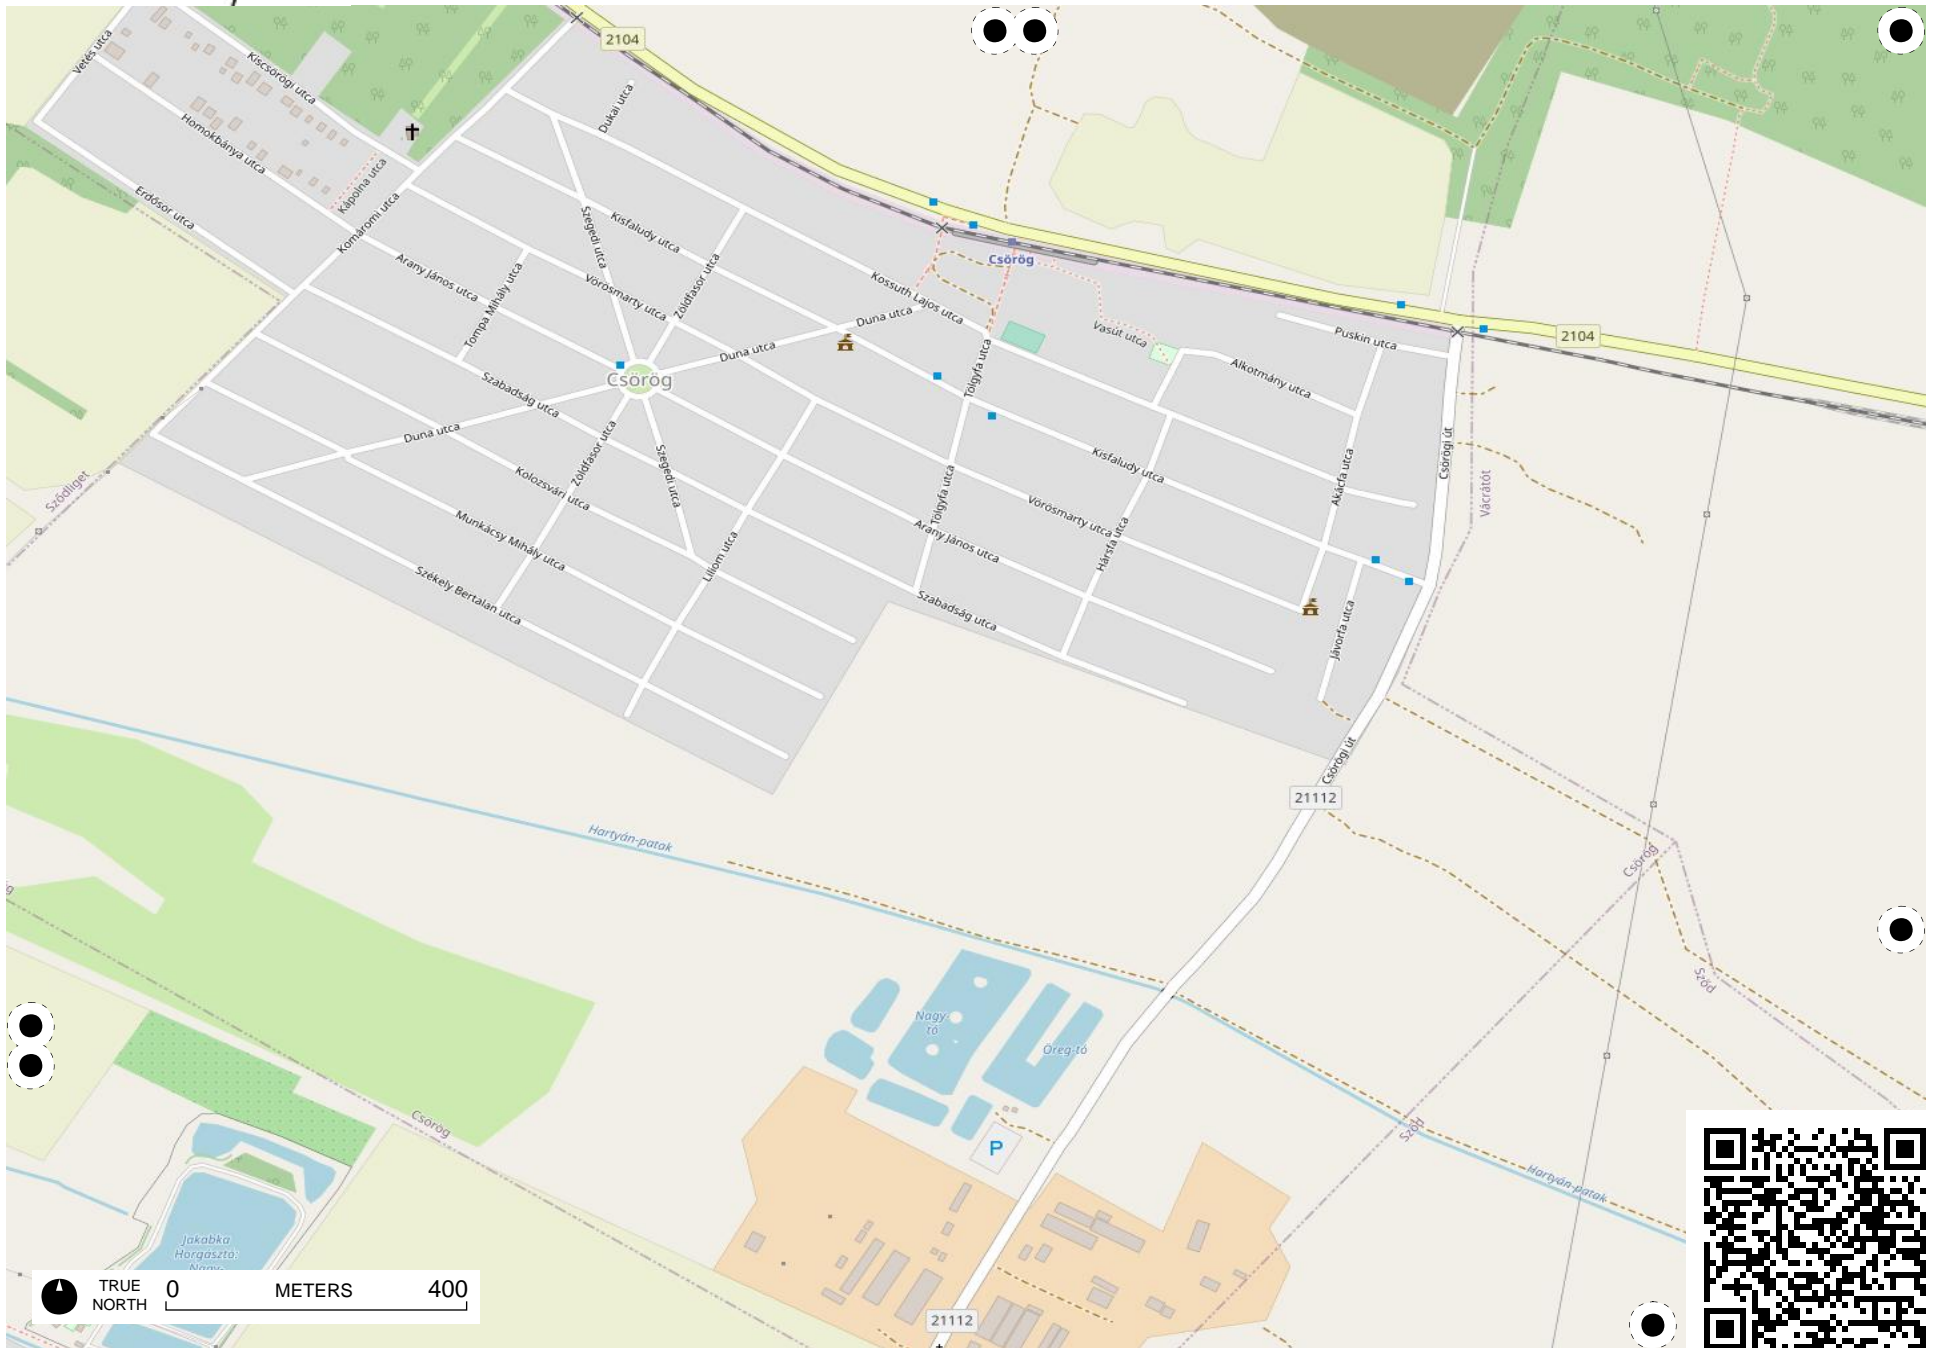 2104
Vetés utca
Kiscsörögi utca
Dukai utca
Homokbánya utca
Kápolna utca
Erdősor utca
Komáromi utca
Szegedi utca
Kisfaludy utca
Arany János utca
Tompa Mihály utca
Vörösmarty utca
Zöldfasor utca
Csörög
Kossuth Lajos utca
Duna utca
Vasút utca
Puskin utca
2104
Duna utca
Tölgyfa utca
Alkotmány utca
Csörög
Szabadság utca
Duna utca
Zöldfasor utca
Szegedi utca
Kolozsvári utca
Kisfaludy utca
Akácfa utca
Csörögi út
Vácrátót
Sződliget
Tölgyfa utca
Vörösmarty utca
Arany János utca
Hársfa utca
Munkácsy Mihály utca
Liliom utca
Székely Bertalan utca
Szabadság utca
Jávorfa utca
Csörögi út
21112
Hartyán-patak
Csörög
Sződ
Nagy-
tó
Öreg-tó
Csörög
Sződ
P
Hartyán-patak
Jakabka
Horgásztó:
Nagy-
TRUE
NORTH
0 METERS 400
21112